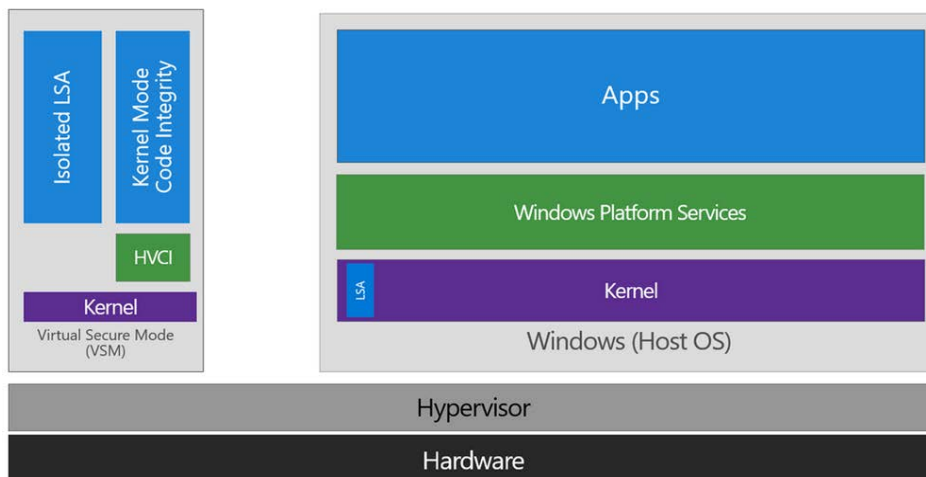 Isolated LSA
Kernel Mode
Code Integrity
HVCI
Kernel
Virtual Secure Mode
(VSM)
Apps
Windows Platform Services
LSA
Kernel
Windows (Host OS)
Hypervisor
Hardware